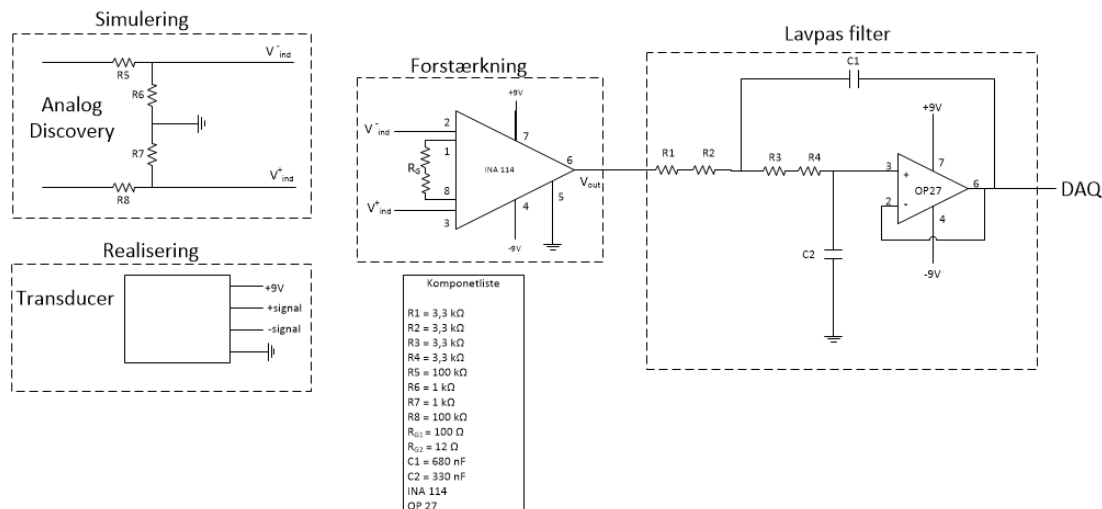 Simulering
V⁻ind
R5
R6
Analog
Discovery
R7
V⁺ind
R8
Realisering
Transducer
+9V
+signal
-signal
Forstærkning
+9V
2
7
V⁻ind
1
RG
INA 114
6
Vout
8
5
V⁺ind
4
3
-9V
Komponetliste
R1 = 3,3 kΩ
R2 = 3,3 kΩ
R3 = 3,3 kΩ
R4 = 3,3 kΩ
R5 = 100 kΩ
R6 = 1 kΩ
R7 = 1 kΩ
R8 = 100 kΩ
RG1 = 100 Ω
RG2 = 12 Ω
C1 = 680 nF
C2 = 330 nF
INA 114
OP 27
Lavpas filter
C1
+9V
R1
R2
R3
R4
7
3
+
OP27
6
DAQ
2
-
4
C2
-9V